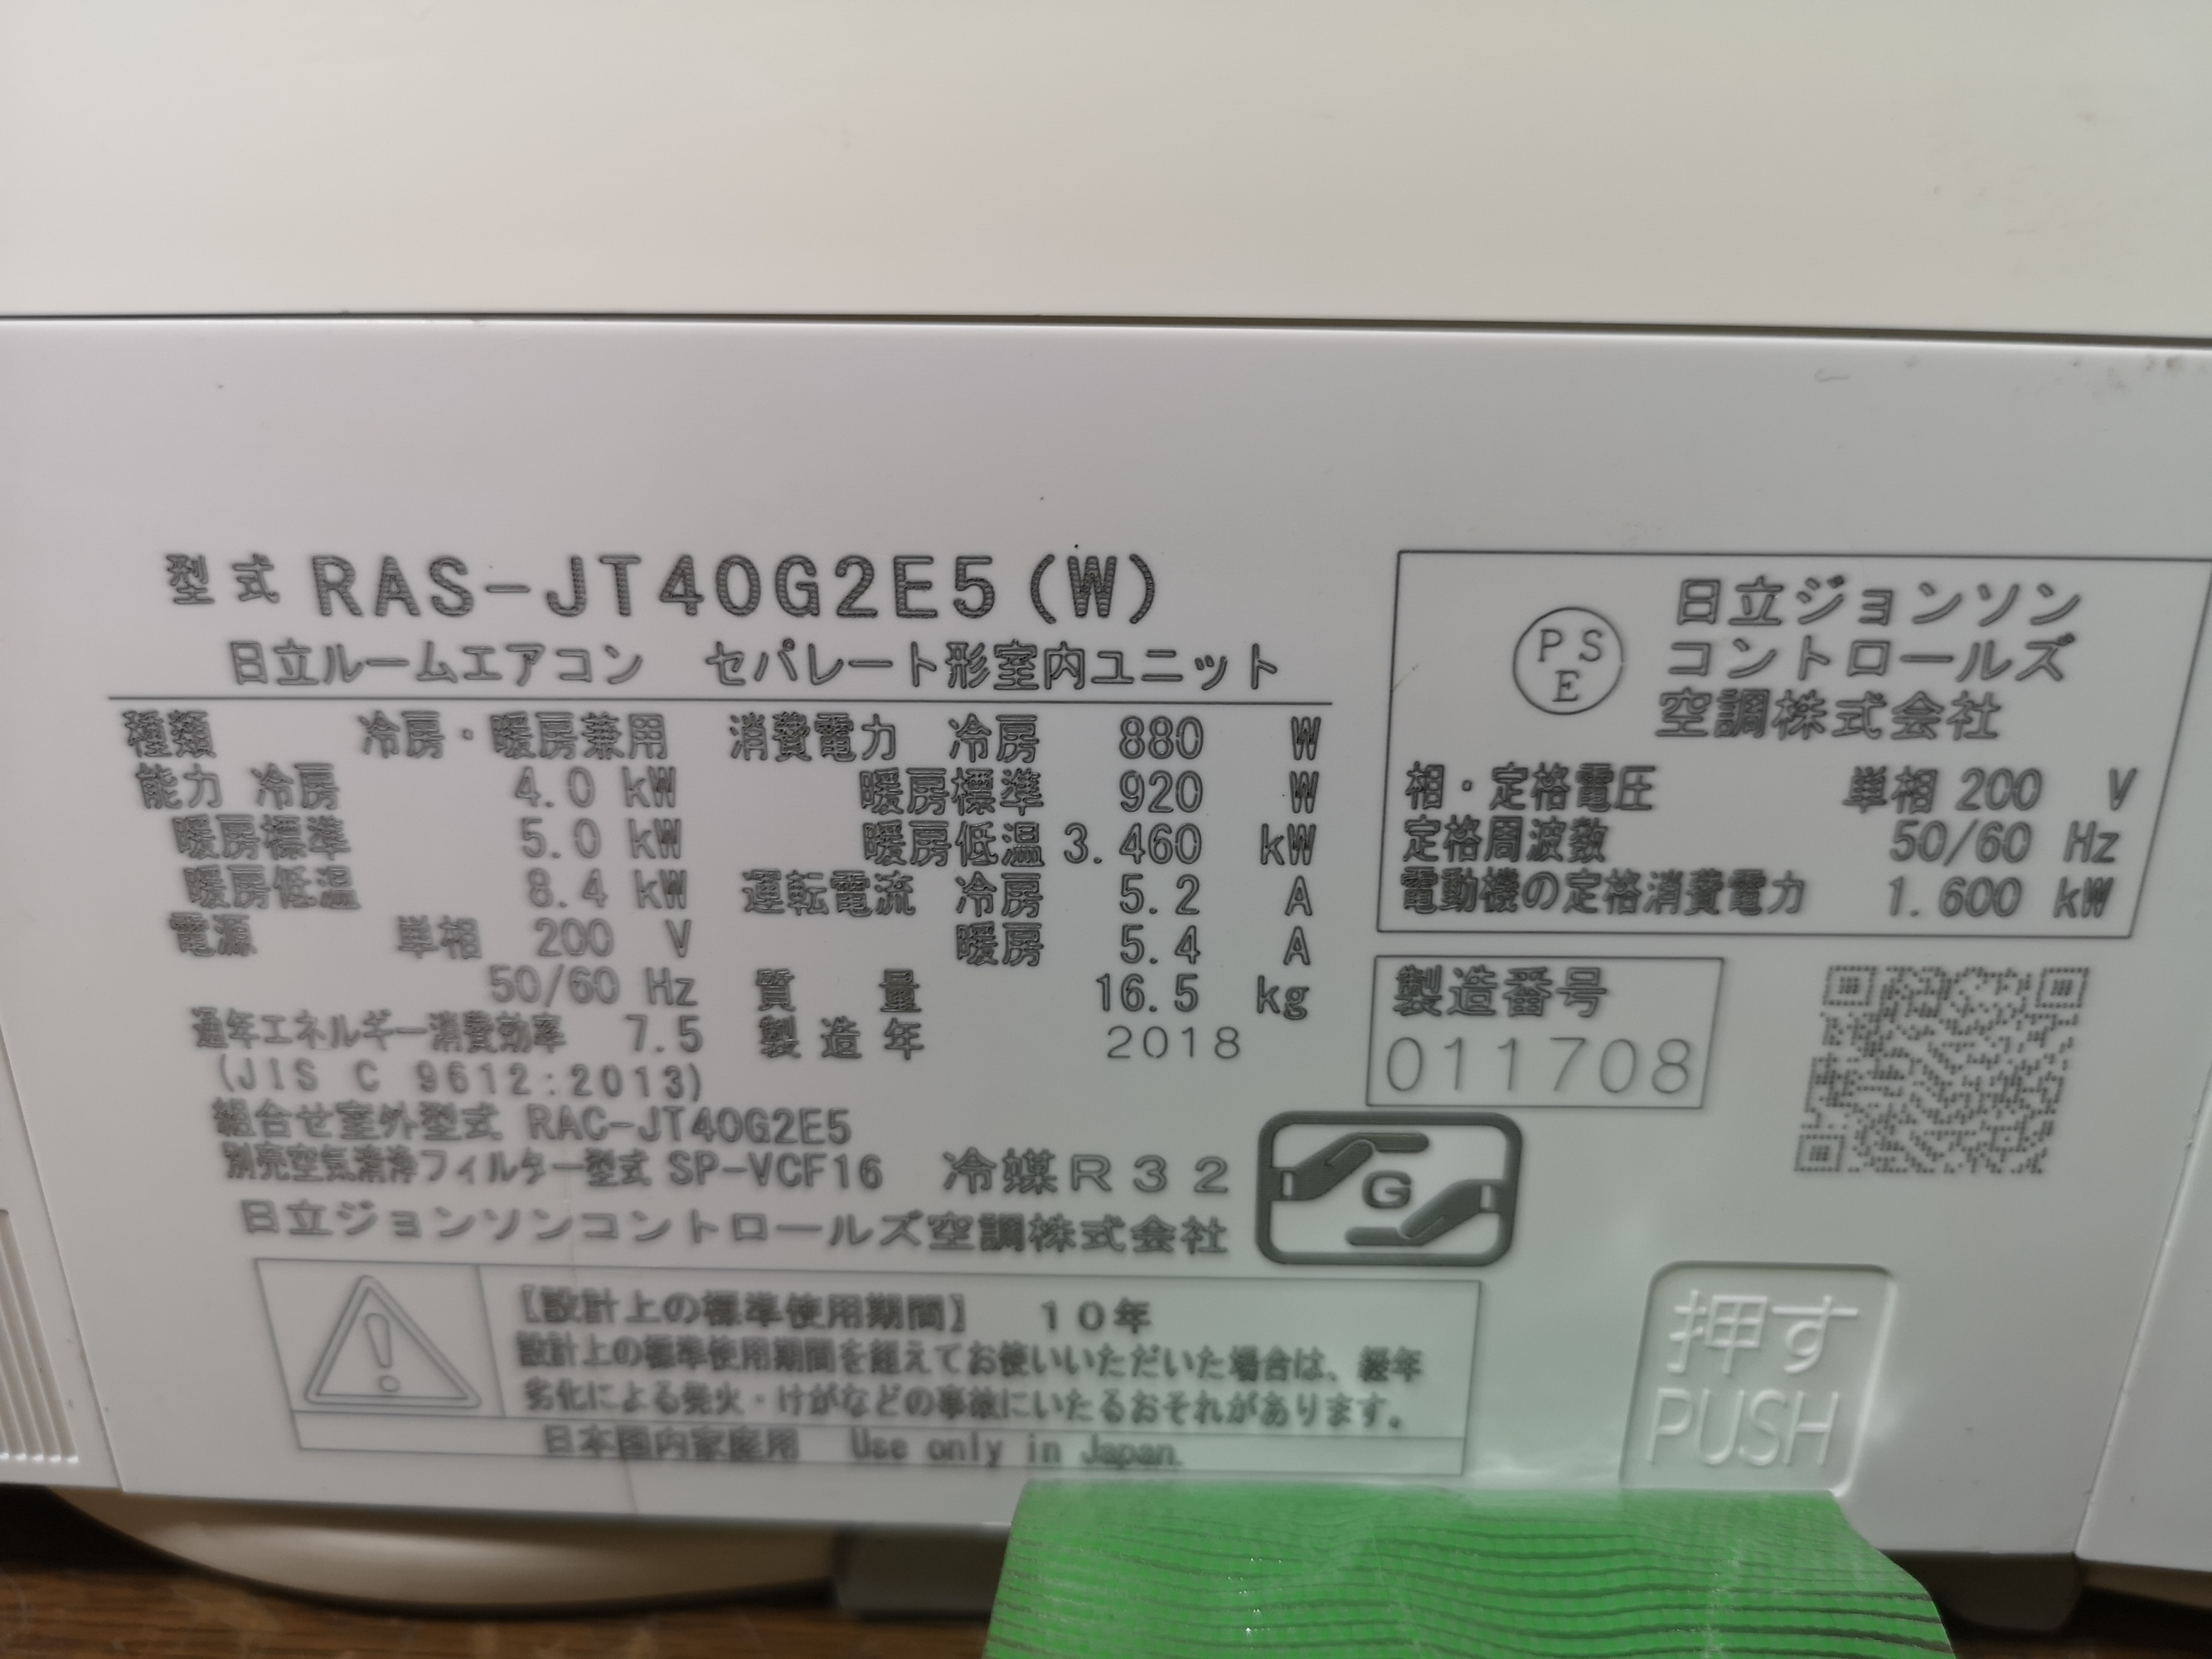 型式 RAS-JT40G2E5(W)
日立ルームエアコン セパレート形室内ユニット
種類 冷房・暖房兼用
能力 冷房 4.0 kW
暖房標準 5.0 kW
暖房低温 8.4 kW
電源 単相 200 V
50/60 Hz
通年エネルギー消費効率 7.5
(JIS C 9612:2013)
消費電力 冷房 880 W
暖房標準 920 W
暖房低温 3.460 kW
運転電流 冷房 5.2 A
暖房 5.4 A
質量 16.5 kg
製造年 2018
組合せ室外型式 RAC-JT40G2E5
別売空気清浄フィルター型式 SP-VCF16
冷媒R32
日立ジョンソンコントロールズ空調株式会社
G
【設計上の標準使用期間】 10年
設計上の標準使用期間を超えてお使いいただいた場合は、経年
劣化による発火・けがなどの事故にいたるおそれがあります。
日本国内家庭用 Use only in Japan.
PSE
日立ジョンソン
コントロールズ
空調株式会社
相・定格電圧 単相 200 V
定格周波数 50/60 Hz
電動機の定格消費電力 1.600 kW
製造番号
011708
押す
PUSH